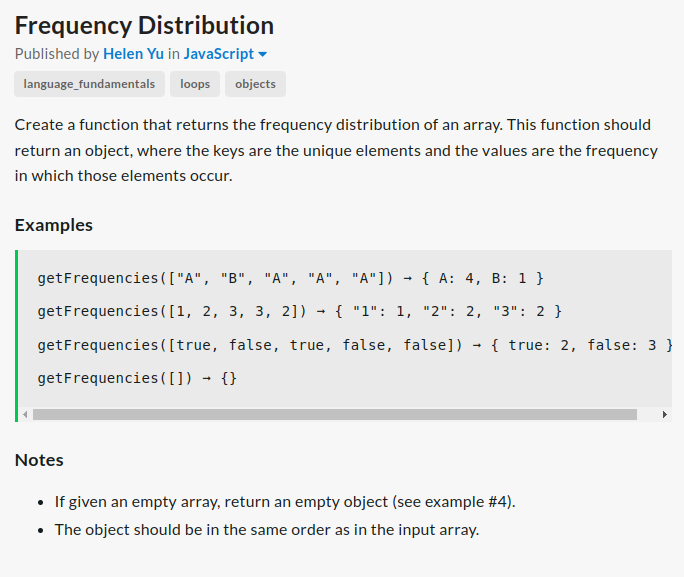 Frequency Distribution
Published by Helen Yu in JavaScript
language_fundamentals loops objects
Create a function that returns the frequency distribution of an array. This function should
return an object, where the keys are the unique elements and the values are the frequency
in which those elements occur.
Examples
getFrequencies(["A", "B", "A", "A", "A"]) → { A: 4, B: 1 }
getFrequencies([1, 2, 3, 3, 2]) → { "1": 1, "2": 2, "3": 2 }
getFrequencies([true, false, true, false, false]) → { true: 2, false: 3 }
getFrequencies([]) → {}
Notes
• If given an empty array, return an empty object (see example #4).
• The object should be in the same order as in the input array.